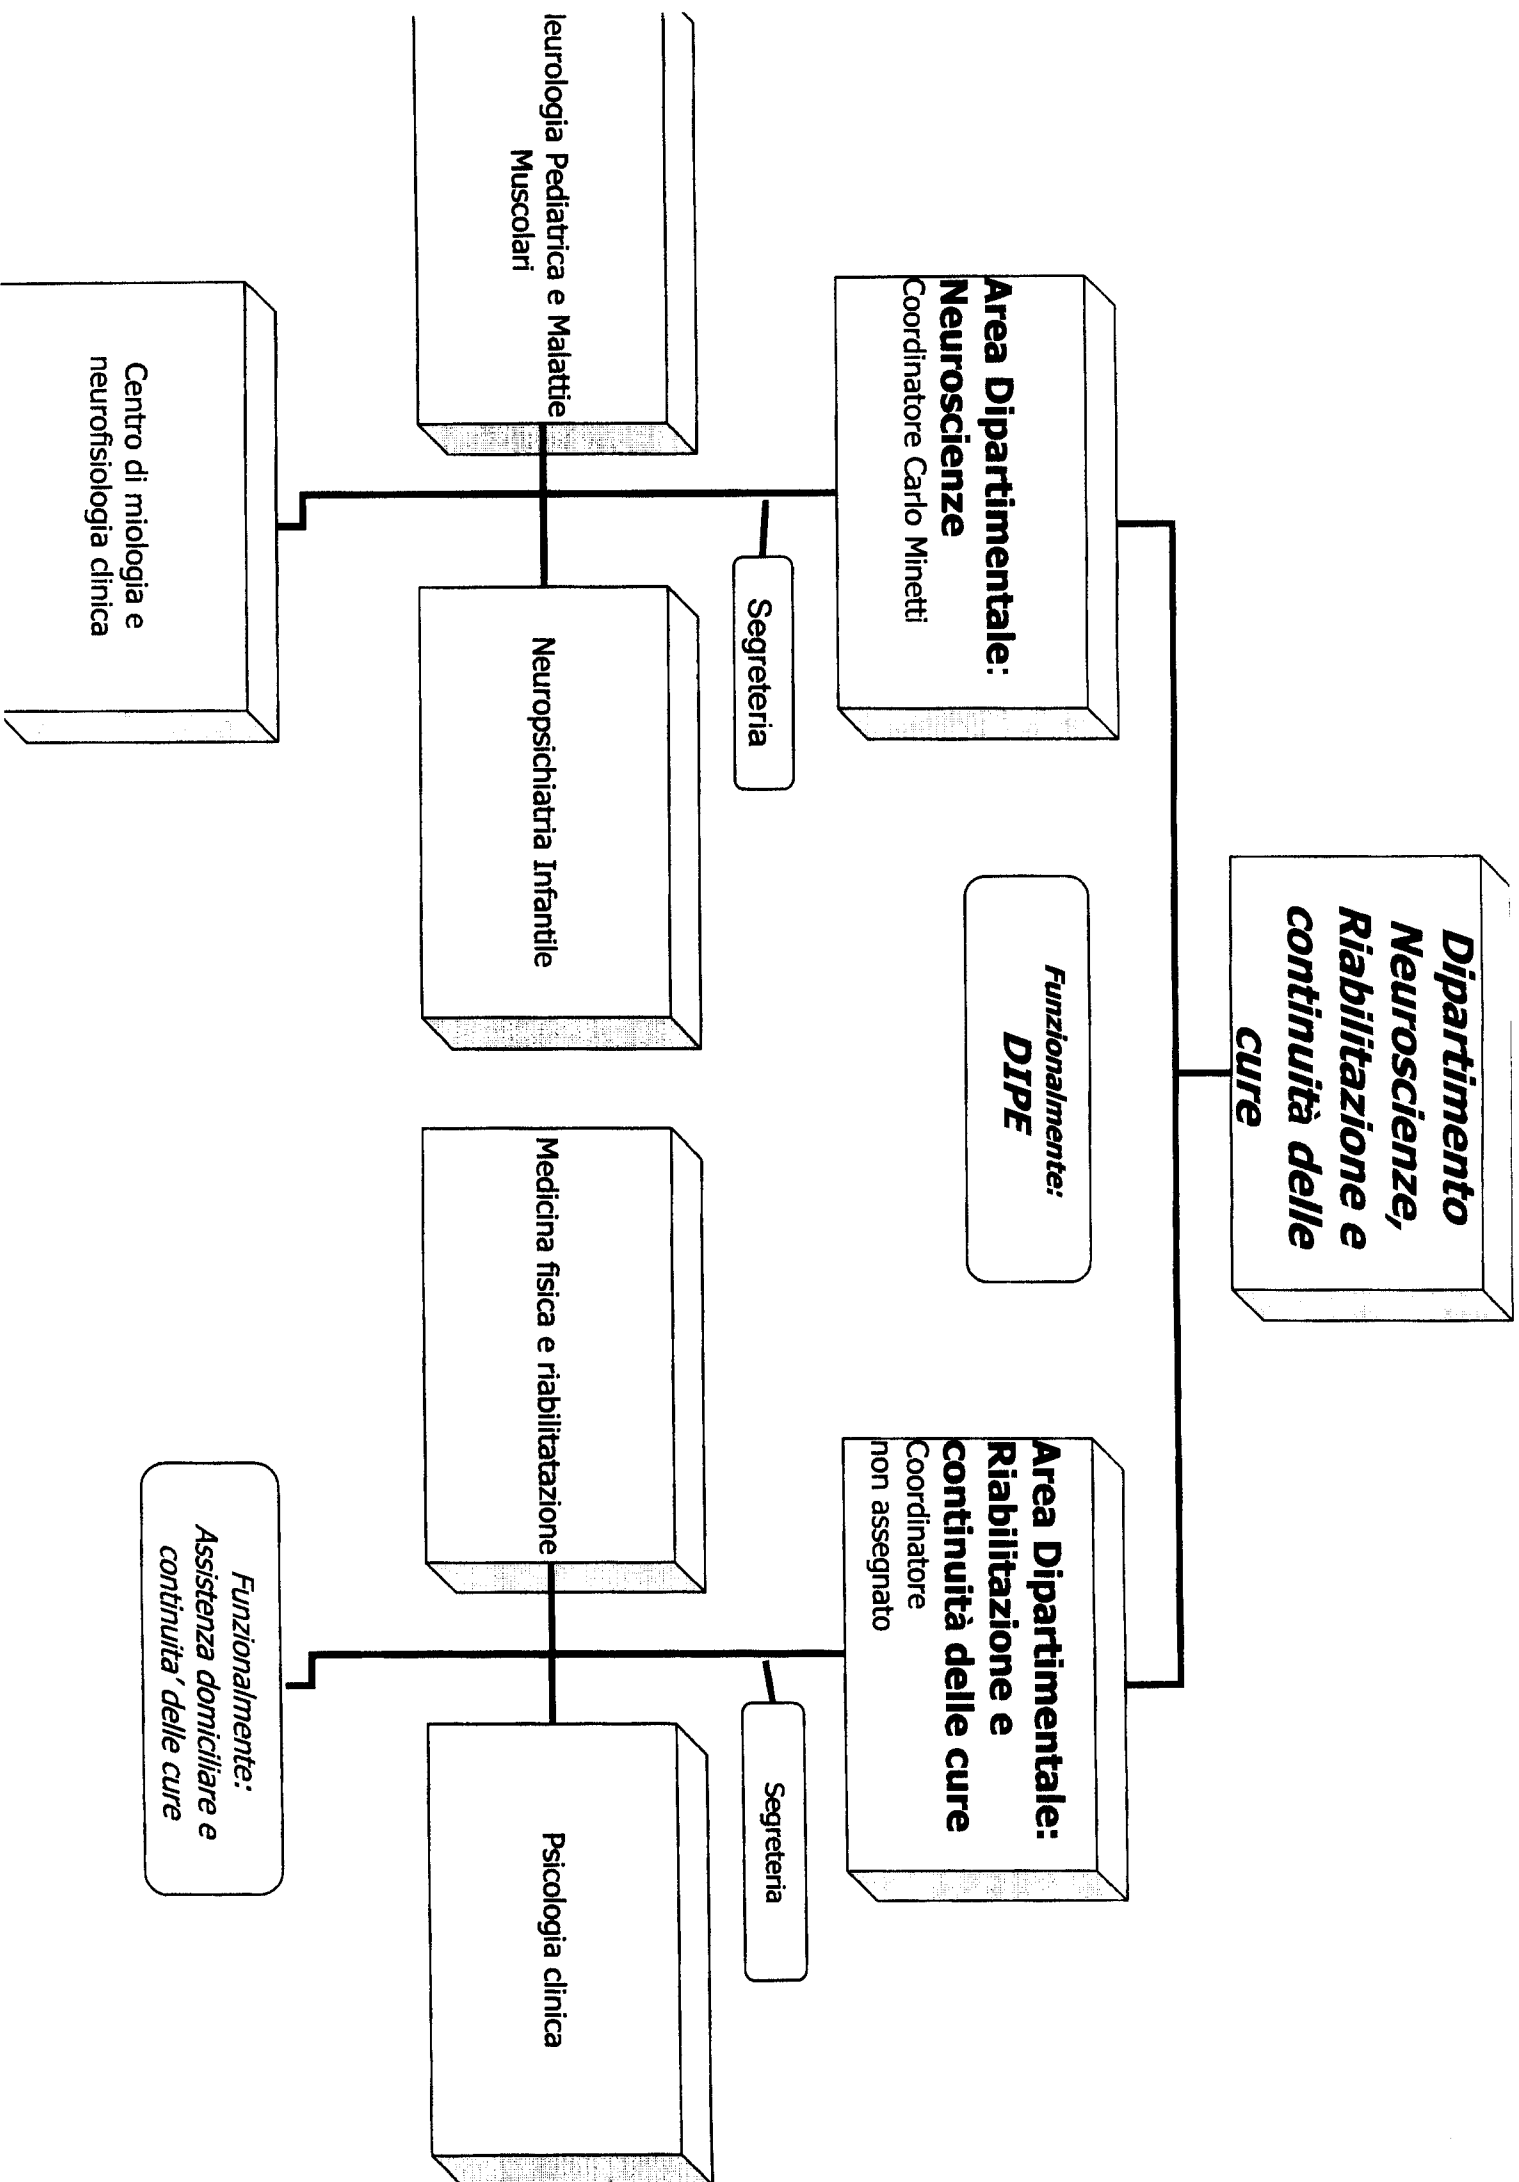 Dipartimento
Neuroscienze,
Riabilitazione e
continuità delle
cure
Funzionalmente:
DIPE
Area Dipartimentale:
Neuroscienze
Coordinatore Carlo Minetti
Segreteria
leurologia Pediatrica e Malattie
Muscolari
Neuropsichiatria Infantile
Centro di miologia e
neurofisiologia clinica
Area Dipartimentale:
Riabilitazione e
continuità delle cure
Coordinatore
non assegnato
Segreteria
Medicina fisica e riabilitatazione
Psicologia clinica
Funzionalmente:
Assistenza domiciliare e
continuita' delle cure